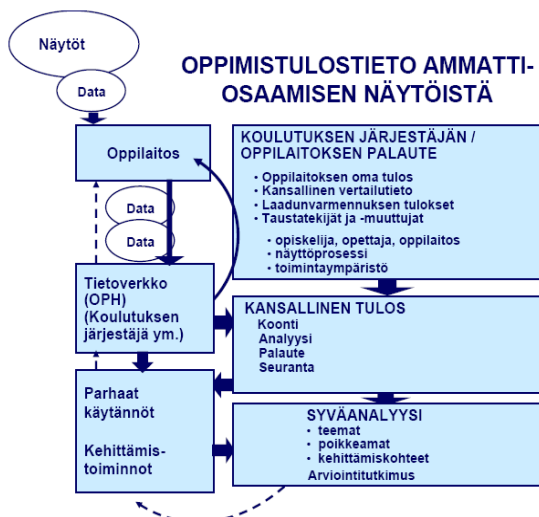 Näytöt
Data
OPPIMISTULOSTIETO AMMATTI-
OSAAMISEN NÄYTÖISTÄ
Oppilaitos
Data
Data
Tietoverkko
(OPH)
(Koulutuksen
järjestäjä ym.)
Parhaat
käytännöt
Kehittämis-
toiminnot
KOULUTUKSEN JÄRJESTÄJÄN /
OPPILAITOKSEN PALAUTE
• Oppilaitoksen oma tulos
• Kansallinen vertailutieto
• Laadunvarmennuksen tulokset
• Taustatekijät ja -muuttujat
• opiskelija, opettaja, oppilaitos
• näyttöprosessi
• toimintaympäristö
KANSALLINEN TULOS
Koonti
Analyysi
Palaute
Seuranta
SYVÄANALYYSI
• teemat
• poikkeamat
• kehittämiskohteet
Arviointitutkimus